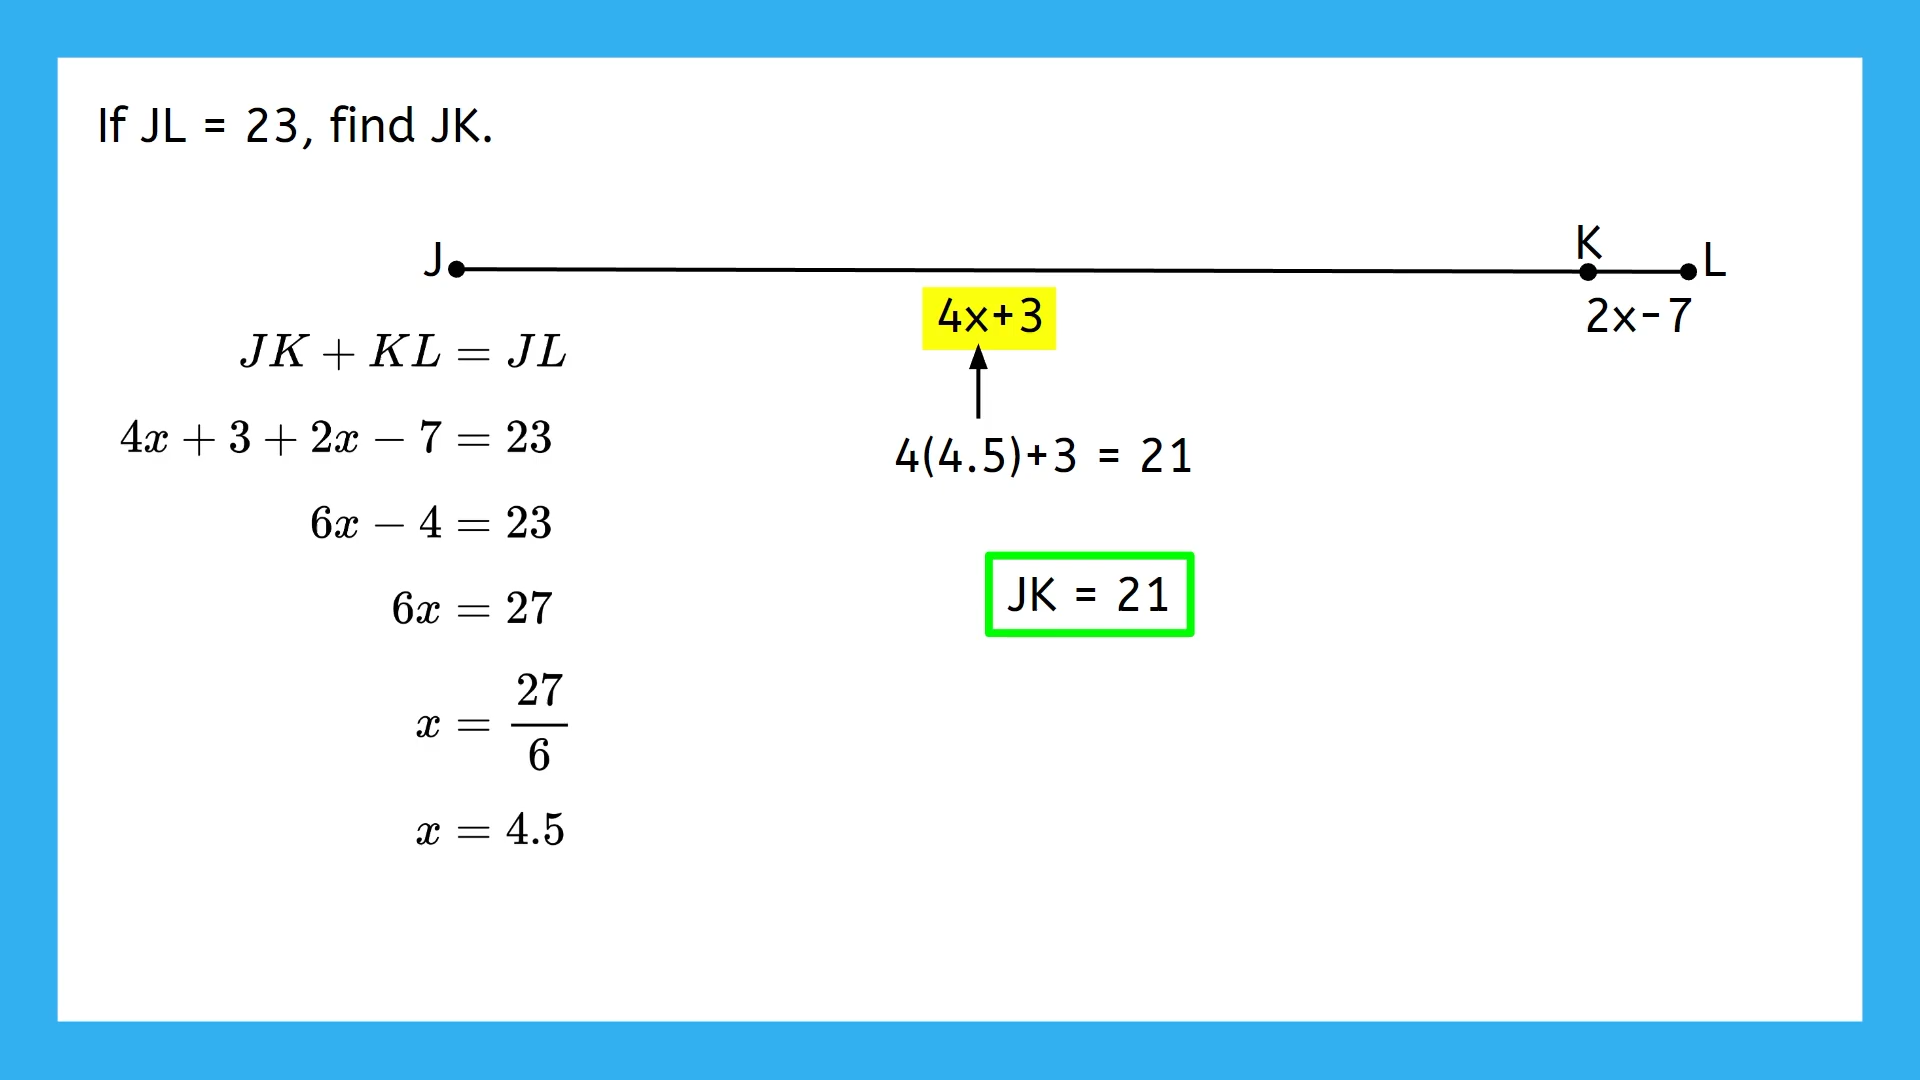 If JL = 23, find JK.
J K L
4x+3 2x-7
JK + KL = JL
4x + 3 + 2x − 7 = 23
6x − 4 = 23
6x = 27
x = 27/6
x = 4.5
4(4.5)+3 = 21
JK = 21